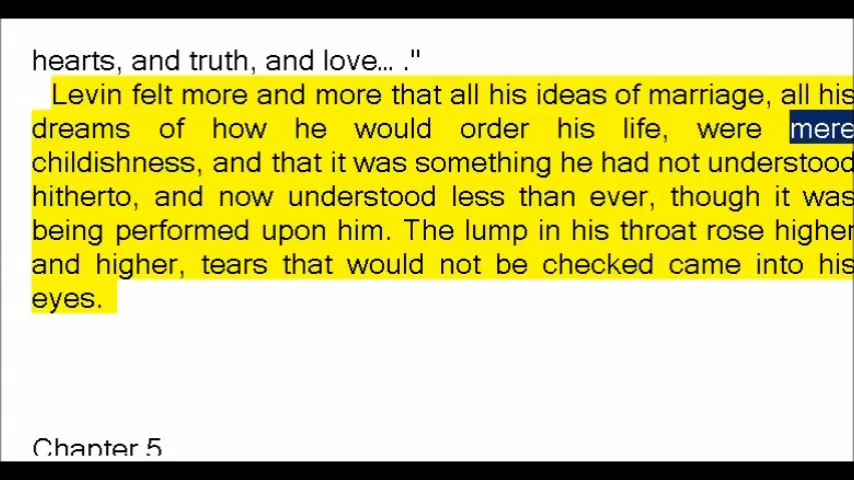 hearts, and truth, and love... ."
Levin felt more and more that all his ideas of marriage, all his
dreams of how he would order his life, were mere
childishness, and that it was something he had not understood
hitherto, and now understood less than ever, though it was
being performed upon him. The lump in his throat rose higher
and higher, tears that would not be checked came into his
eyes.
Chapter 5